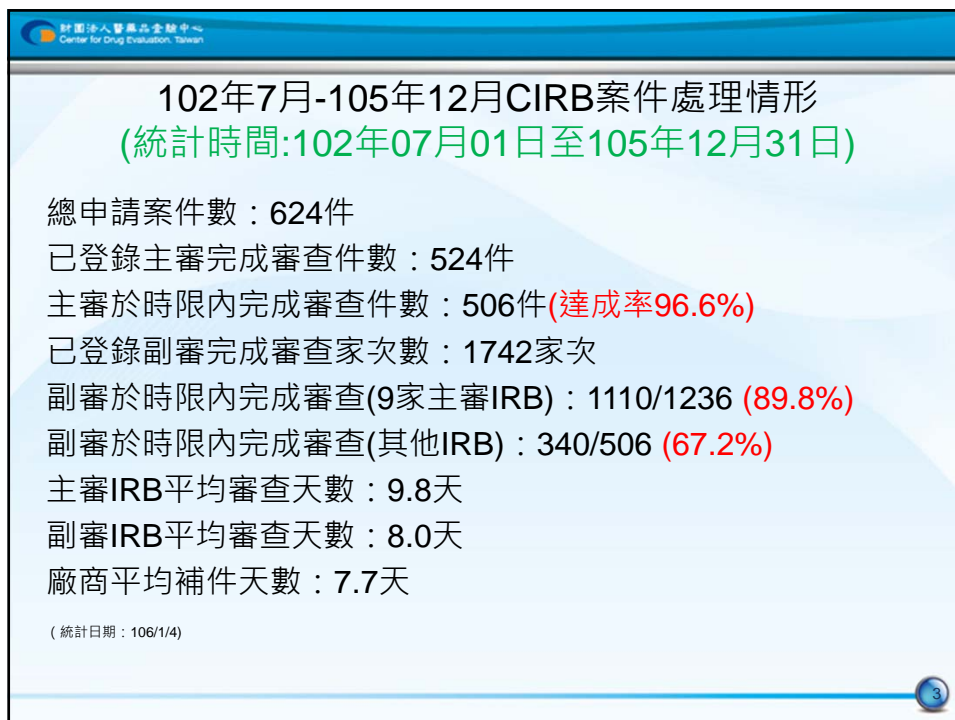 財團法人醫藥品查驗中心
Center for Drug Evaluation, Taiwan
102年7月-105年12月CIRB案件處理情形
(統計時間:102年07月01日至105年12月31日)
總申請案件數：624件
已登錄主審完成審查件數：524件
主審於時限內完成審查件數：506件(達成率96.6%)
已登錄副審完成審查家次數：1742家次
副審於時限內完成審查(9家主審IRB)：1110/1236 (89.8%)
副審於時限內完成審查(其他IRB)：340/506 (67.2%)
主審IRB平均審查天數：9.8天
副審IRB平均審查天數：8.0天
廠商平均補件天數：7.7天
(統計日期：106/1/4)
3